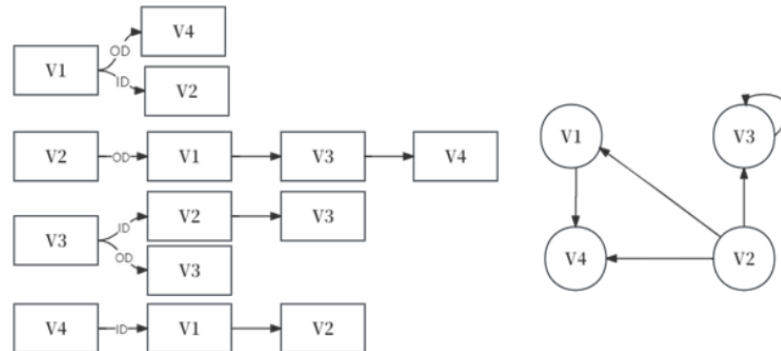 V4
V1 OD
ID V2
V2 OD V1 V3 V4
V3 ID V2 V3
OD V3
V4 ID V1 V2
V1 V3
V4 V2